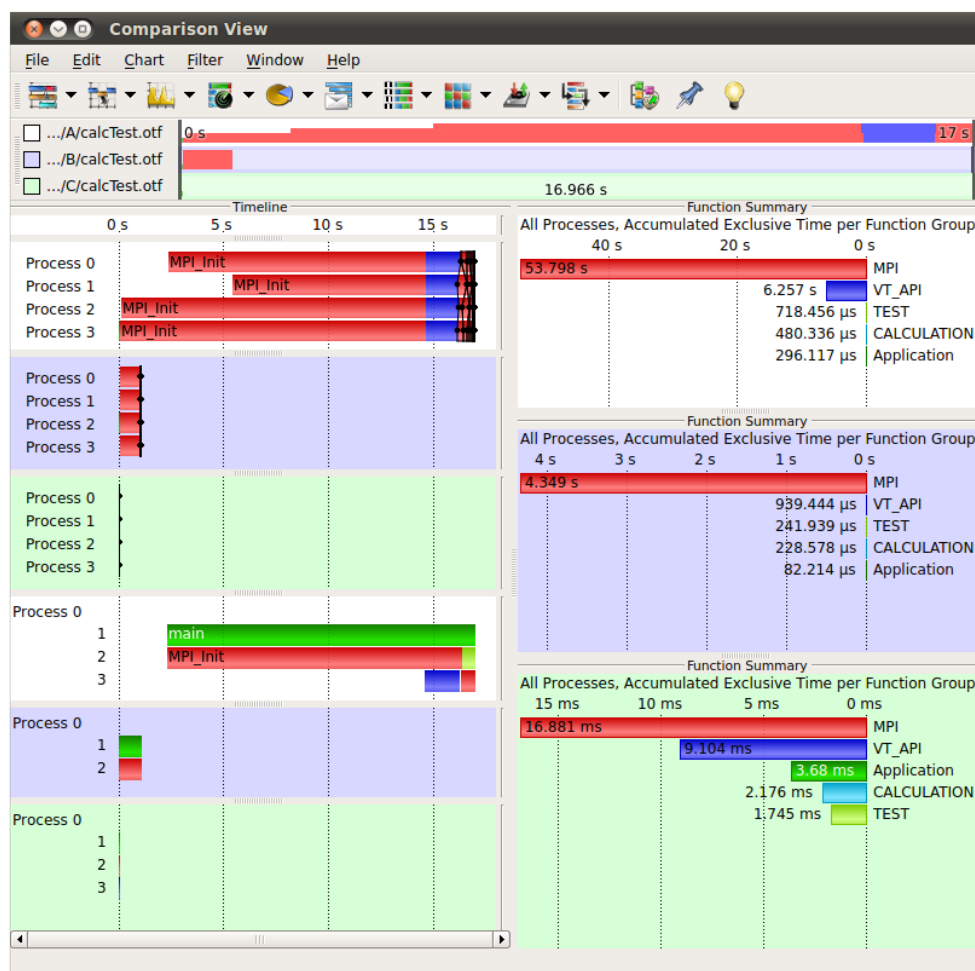 Comparison View
File Edit Chart Filter Window Help
.../A/calcTest.otf 0 s 17 s
.../B/calcTest.otf
.../C/calcTest.otf 16.966 s
Timeline
0 s 5 s 10 s 15 s
Process 0 MPI_Init
Process 1 MPI_Init
Process 2 MPI_Init
Process 3 MPI_Init
Process 0
Process 1
Process 2
Process 3
Process 0
Process 1
Process 2
Process 3
Process 0
1 main
2 MPI_Init
3
Process 0
1
2
Process 0
1
2
3
Function Summary
All Processes, Accumulated Exclusive Time per Function Group
40 s 20 s 0 s
53.798 s MPI
6.257 s VT_API
718.456 µs TEST
480.336 µs CALCULATION
296.117 µs Application
Function Summary
All Processes, Accumulated Exclusive Time per Function Group
4 s 3 s 2 s 1 s 0 s
4.349 s MPI
939.444 µs VT_API
241.939 µs TEST
228.578 µs CALCULATION
82.214 µs Application
Function Summary
All Processes, Accumulated Exclusive Time per Function Group
15 ms 10 ms 5 ms 0 ms
16.881 ms MPI
9.104 ms VT_API
3.68 ms Application
2.176 ms CALCULATION
1.745 ms TEST